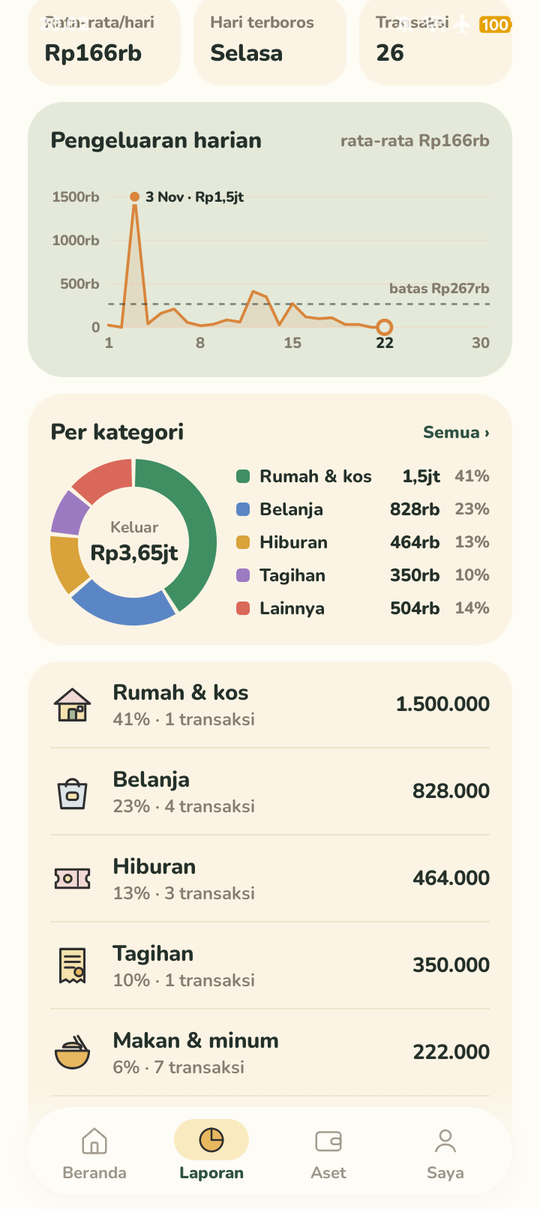 Rata-rata/hari
Hari terboros
Transaksi
100
Rp166rb
Selasa
26
Pengeluaran harian
rata-rata Rp166rb
1500rb
3 Nov · Rp1,5jt
1000rb
500rb
batas Rp267rb
0
1 8 15 22 30
Per kategori
Semua ›
Keluar
Rp3,65jt
Rumah & kos 1,5jt 41%
Belanja 828rb 23%
Hiburan 464rb 13%
Tagihan 350rb 10%
Lainnya 504rb 14%
Rumah & kos
41% · 1 transaksi
1.500.000
Belanja
23% · 4 transaksi
828.000
Hiburan
13% · 3 transaksi
464.000
Tagihan
10% · 1 transaksi
350.000
Makan & minum
6% · 7 transaksi
222.000
Beranda
Laporan
Aset
Saya